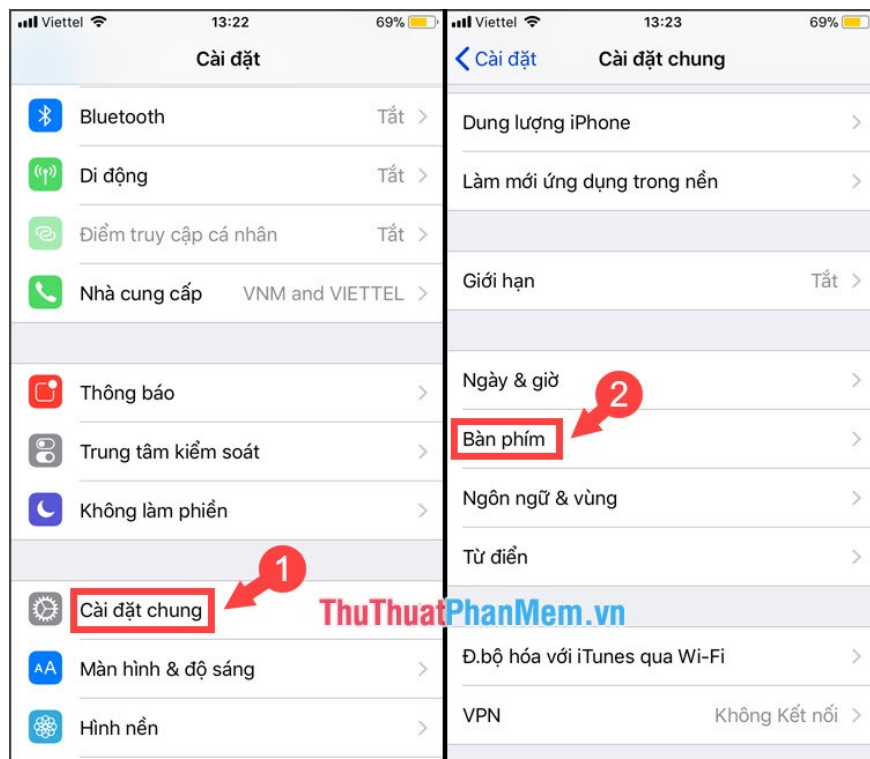 Viettel 13:22 69%
Cài đặt
Bluetooth Tắt
Di động Tắt
Điểm truy cập cá nhân Tắt
Nhà cung cấp VNM and VIETTEL
Thông báo
Trung tâm kiểm soát
Không làm phiền
1
Cài đặt chung
AA Màn hình & độ sáng
Hình nền
Viettel 13:23 69%
Cài đặt Cài đặt chung
Dung lượng iPhone
Làm mới ứng dụng trong nền
Giới hạn Tắt
Ngày & giờ
2
Bàn phím
Ngôn ngữ & vùng
Từ điển
ThuThuatPhanMem.vn
Đ.bộ hóa với iTunes qua Wi-Fi
VPN Không Kết nối